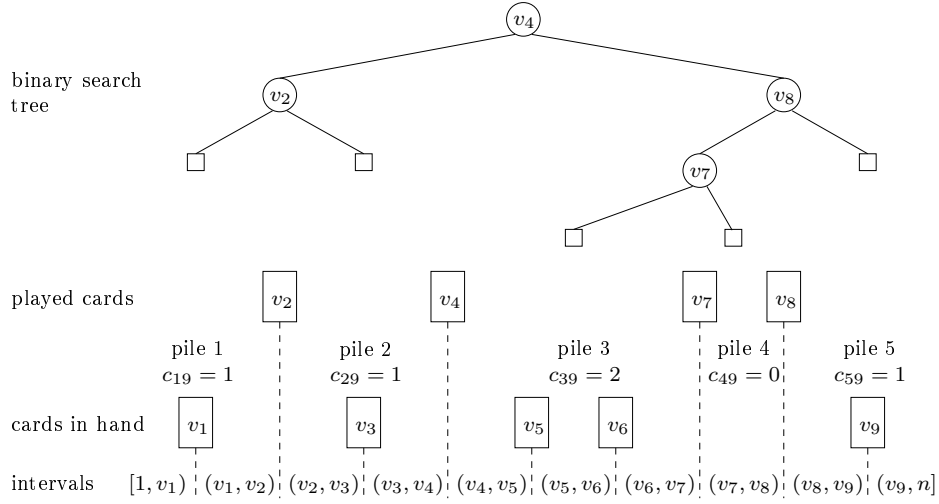 v₄
binary search
tree
v₂ v₈
v₇
played cards v₂ v₄ v₇ v₈
pile 1 pile 2 pile 3 pile 4 pile 5
c₁₉ = 1 c₂₉ = 1 c₃₉ = 2 c₄₉ = 0 c₅₉ = 1
cards in hand v₁ v₃ v₅ v₆ v₉
intervals [1, v₁) (v₁, v₂) (v₂, v₃) (v₃, v₄) (v₄, v₅) (v₅, v₆) (v₆, v₇) (v₇, v₈) (v₈, v₉) (v₉, n]